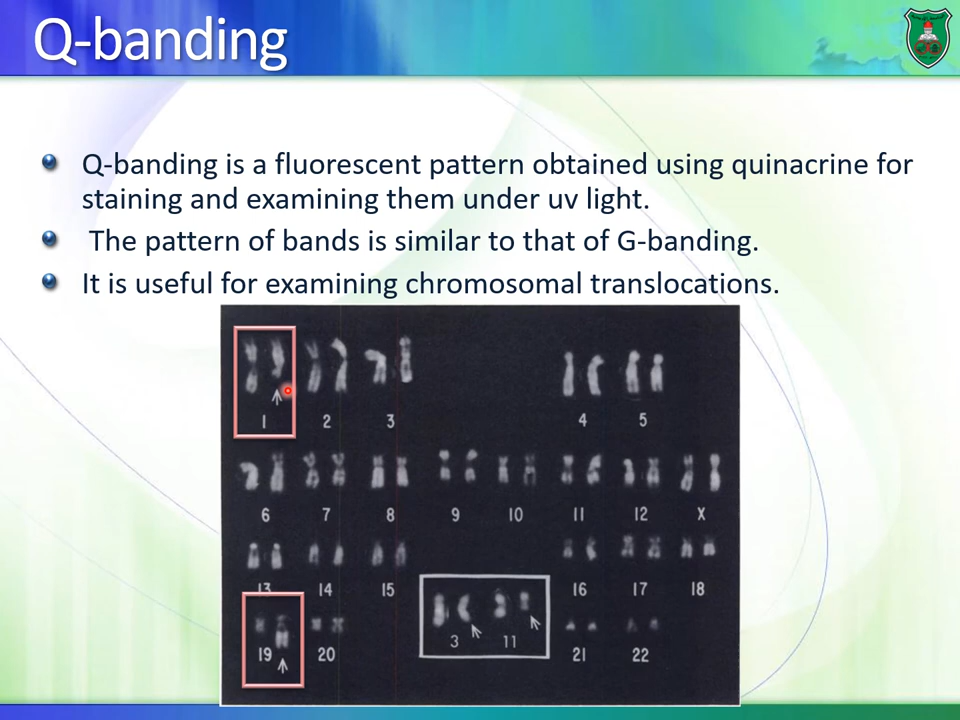 Q-banding
Q-banding is a fluorescent pattern obtained using quinacrine for
staining and examining them under uv light.
The pattern of bands is similar to that of G-banding.
It is useful for examining chromosomal translocations.
1 2 3 4 5
6 7 8 9 10 11 12 X
13 14 15 16 17 18
3 11
19 20 21 22